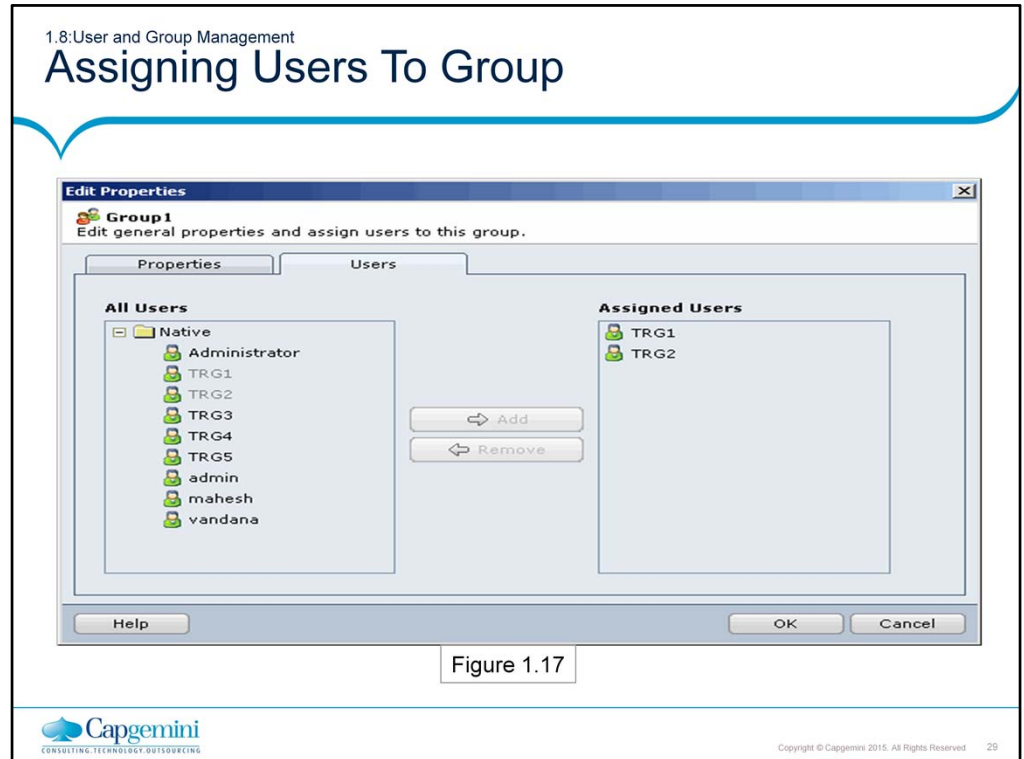 1.8:User and Group Management
Assigning Users To Group
Edit Properties
Group1
Edit general properties and assign users to this group.
Properties
Users
All Users
Native
Administrator
TRG1
TRG2
TRG3
TRG4
TRG5
admin
mahesh
vandana
Add
Remove
Assigned Users
TRG1
TRG2
Help
OK
Cancel
Figure 1.17
Capgemini
CONSULTING.TECHNOLOGY.OUTSOURCING
Copyright © Capgemini 2015. All Rights Reserved 29